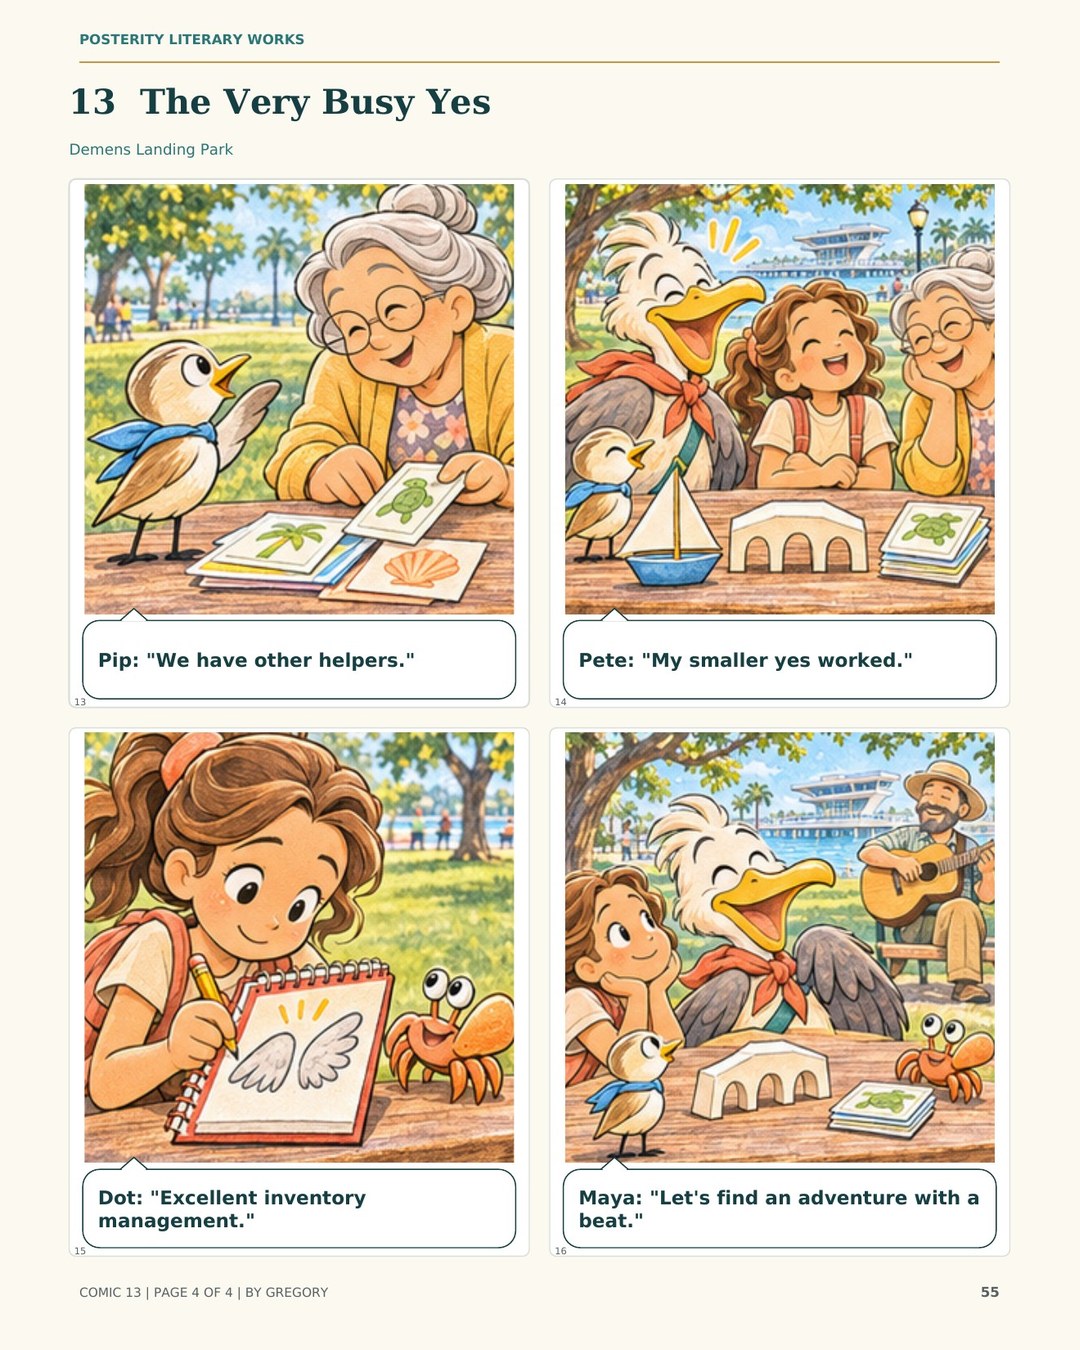 POSTERITY LITERARY WORKS
13 The Very Busy Yes
Demens Landing Park
Pip: "We have other helpers."
13
Pete: "My smaller yes worked."
14
Dot: "Excellent inventory
management."
15
Maya: "Let's find an adventure with a
beat."
16
COMIC 13 | PAGE 4 OF 4 | BY GREGORY
55